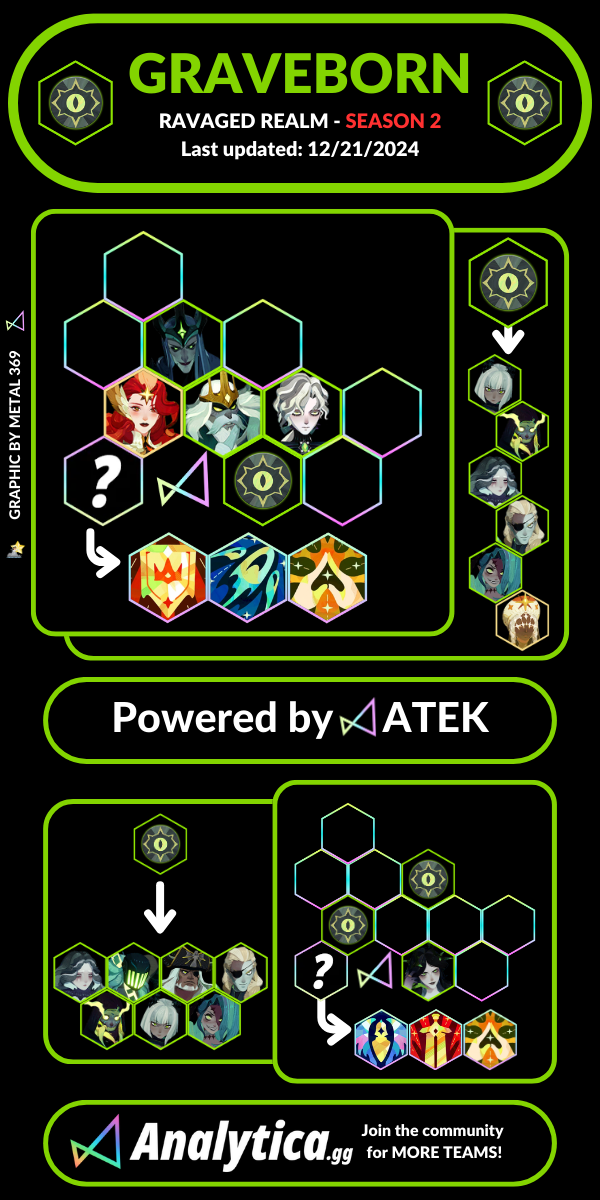 GRAVEBORN
RAVAGED REALM - SEASON 2
Last updated: 12/21/2024
GRAPHIC BY METAL 369
?
Powered by ATEK
?
Analytica.gg
Join the community
for MORE TEAMS!